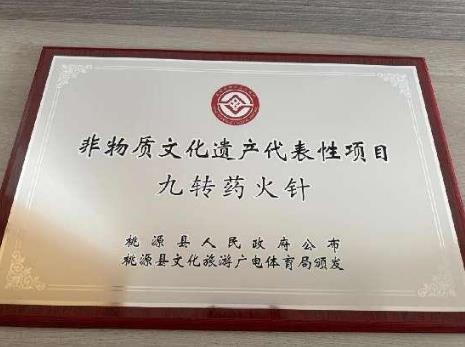 非物质文化遗产代表性项目
九转药火针
桃源县人民政府公布
桃源县文化旅游广电体育局颁发